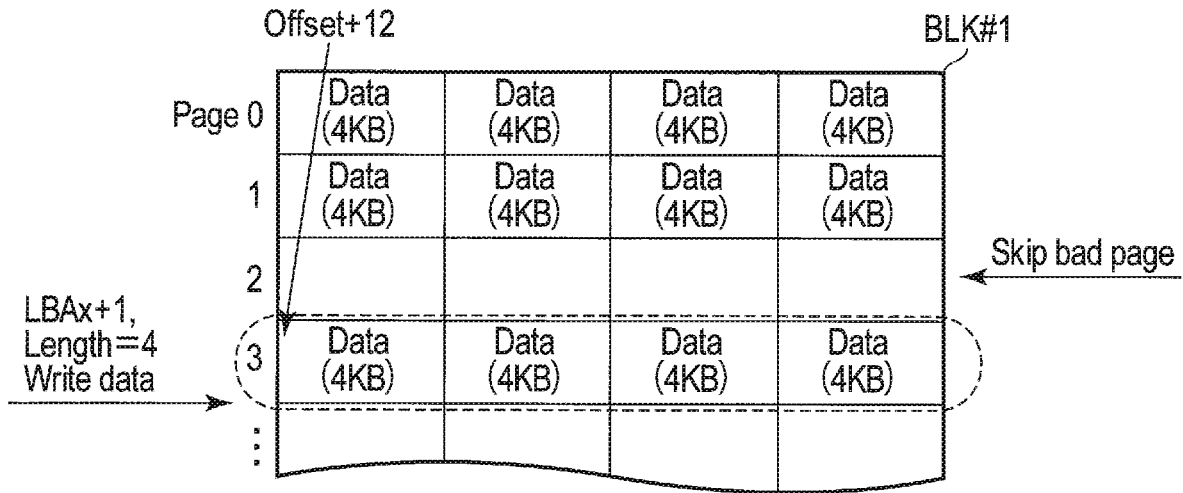 Offset+12
BLK#1
Page 0 Data Data Data Data
(4KB) (4KB) (4KB) (4KB)
1 Data Data Data Data
(4KB) (4KB) (4KB) (4KB)
2
Skip bad page
LBAx+1,
Length=4
Write data
3 Data Data Data Data
(4KB) (4KB) (4KB) (4KB)
⋮